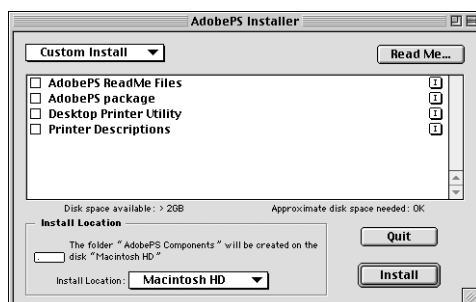 AdobePS Installer
Custom Install
Read Me...
AdobePS ReadMe Files
AdobePS package
Desktop Printer Utility
Printer Descriptions
Disk space available: > 2GB Approximate disk space needed: OK
Install Location
The folder "AdobePS Components" will be created on the
disk "Macintosh HD"
Install Location: Macintosh HD
Quit
Install